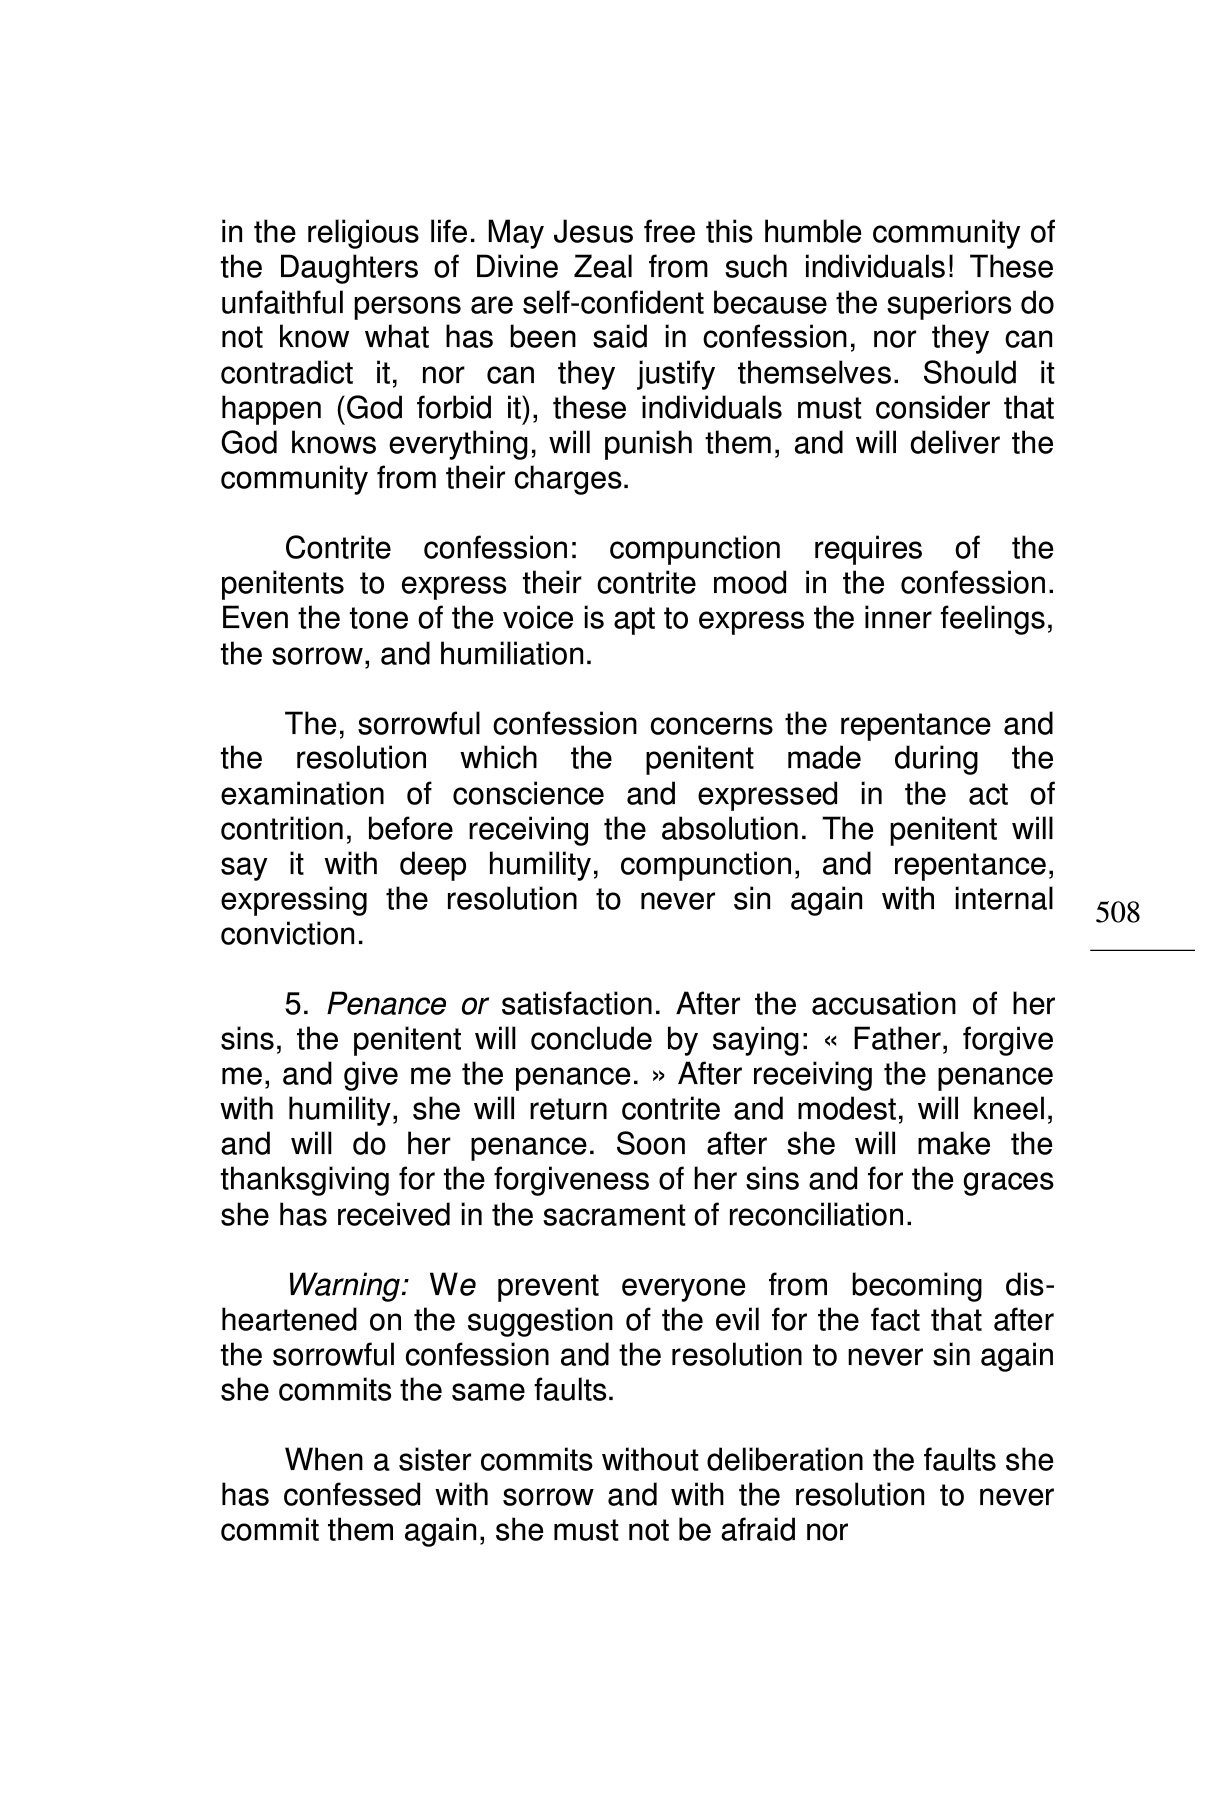 in the religious life. May Jesus free this humble community of
the Daughters of Divine Zeal from such individuals! These
unfaithful persons are self-confident because the superiors do
not know what has been said in confession, nor they can
contradict it, nor can they justify themselves. Should it
happen (God forbid it), these individuals must consider that
God knows everything, will punish them, and will deliver the
community from their charges.
Contrite confession: compunction requires of the
penitents to express their contrite mood in the confession.
Even the tone of the voice is apt to express the inner feelings,
the sorrow, and humiliation.
The, sorrowful confession concerns the repentance and
the resolution which the penitent made during the
examination of conscience and expressed in the act of
contrition, before receiving the absolution. The penitent will
say it with deep humility, compunction, and repentance,
expressing the resolution to never sin again with internal
conviction.
508
5. Penance or satisfaction. After the accusation of her
sins, the penitent will conclude by saying: « Father, forgive
me, and give me the penance. » After receiving the penance
with humility, she will return contrite and modest, will kneel,
and will do her penance. Soon after she will make the
thanksgiving for the forgiveness of her sins and for the graces
she has received in the sacrament of reconciliation.
Warning: We prevent everyone from becoming dis-
heartened on the suggestion of the evil for the fact that after
the sorrowful confession and the resolution to never sin again
she commits the same faults.
When a sister commits without deliberation the faults she
has confessed with sorrow and with the resolution to never
commit them again, she must not be afraid nor